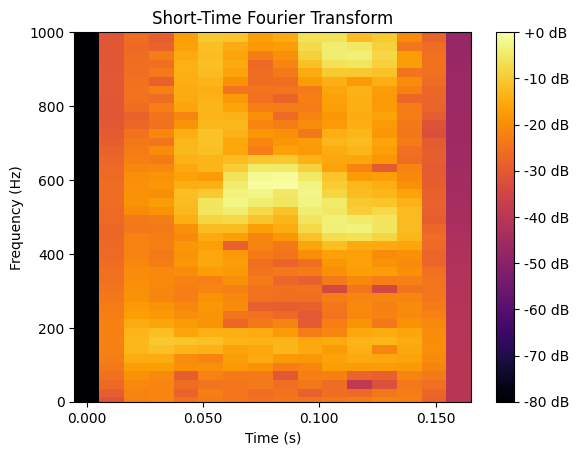 Short-Time Fourier Transform
1000
800
600
400
200
0
Frequency (Hz)
0.000
0.050
0.100
0.150
Time (s)
+0 dB
-10 dB
-20 dB
-30 dB
-40 dB
-50 dB
-60 dB
-70 dB
-80 dB